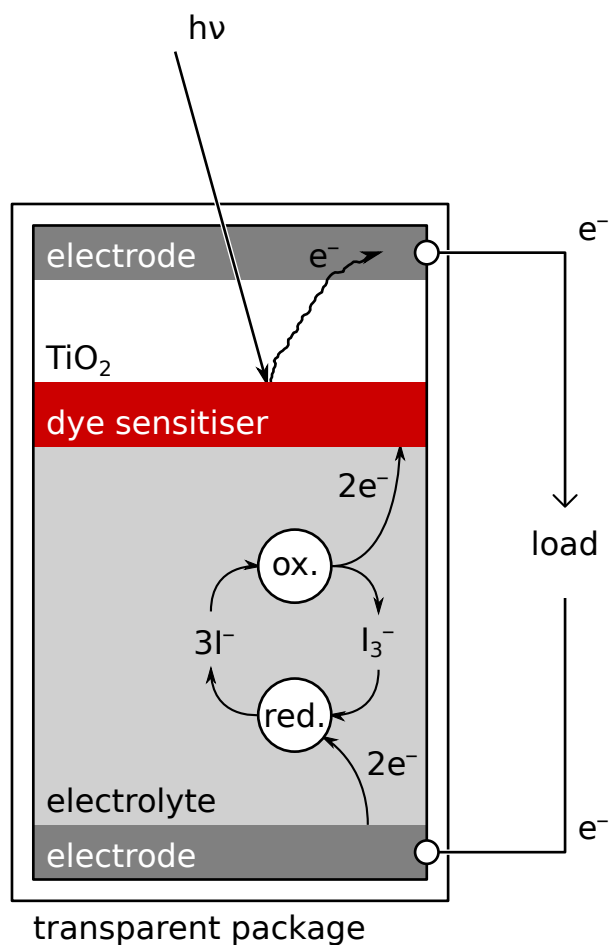 hν
e⁻
electrode
e⁻
TiO₂
dye sensitiser
2e⁻
ox.
load
3I⁻
I₃⁻
red.
2e⁻
electrolyte
e⁻
electrode
transparent package